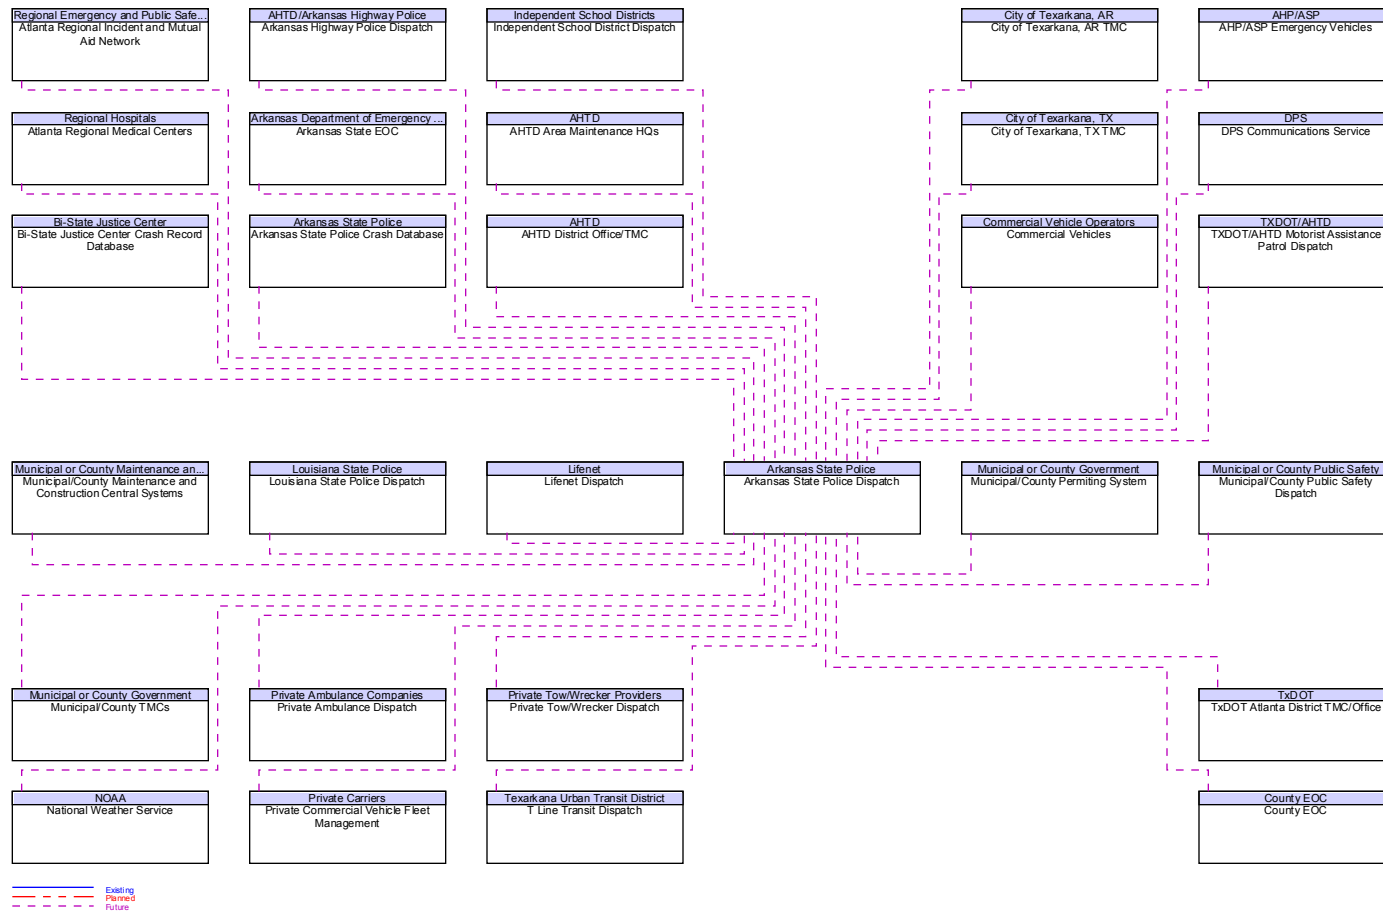 Regional Emergency and Public Safe...
Atlanta Regional Incident and Mutual
Aid Network
AHTD/Arkansas Highway Police
Arkansas Highway Police Dispatch
Independent School Districts
Independent School District Dispatch
City of Texarkana, AR
City of Texarkana, AR TMC
AHP/ASP
AHP/ASP Emergency Vehicles
Regional Hospitals
Atlanta Regional Medical Centers
Arkansas Department of Emergency ...
Arkansas State EOC
AHTD
AHTD Area Maintenance HQs
City of Texarkana, TX
City of Texarkana, TX TMC
DPS
DPS Communications Service
Bi-State Justice Center
Bi-State Justice Center Crash Record
Database
Arkansas State Police
Arkansas State Police Crash Database
AHTD
AHTD District Office/TMC
Commercial Vehicle Operators
Commercial Vehicles
TXDOT/AHTD
TXDOT/AHTD Motorist Assistance
Patrol Dispatch
Municipal or County Maintenance an...
Municipal/County Maintenance and
Construction Central Systems
Louisiana State Police
Louisiana State Police Dispatch
Lifenet
Lifenet Dispatch
Arkansas State Police
Arkansas State Police Dispatch
Municipal or County Government
Municipal/County Permiting System
Municipal or County Public Safety
Municipal/County Public Safety
Dispatch
Municipal or County Government
Municipal/County TMCs
Private Ambulance Companies
Private Ambulance Dispatch
Private Tow/Wrecker Providers
Private Tow/Wrecker Dispatch
TxDOT
TxDOT Atlanta District TMC/Office
NOAA
National Weather Service
Private Carriers
Private Commercial Vehicle Fleet
Management
Texarkana Urban Transit District
T Line Transit Dispatch
County EOC
County EOC
Existing
Planned
Future